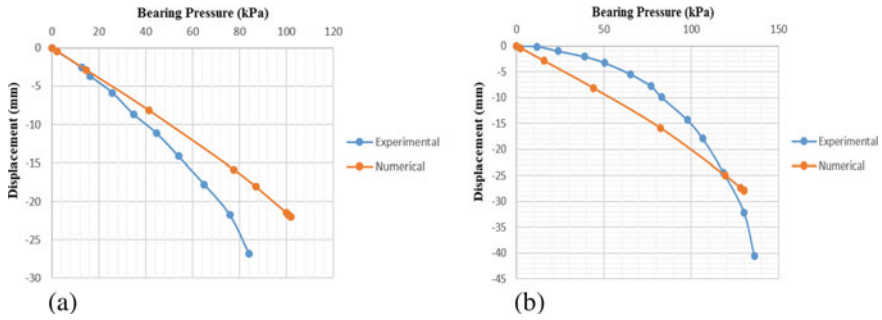 Bearing Pressure (kPa)
0 20 40 60 80 100 120
0
-5
-10
-15
-20
-25
-30
Displacement (mm)
Experimental
Numerical
(a)
Bearing Pressure (kPa)
0 50 100 150
0
-5
-10
-15
-20
-25
-30
-35
-40
-45
Displacement (mm)
Experimental
Numerical
(b)